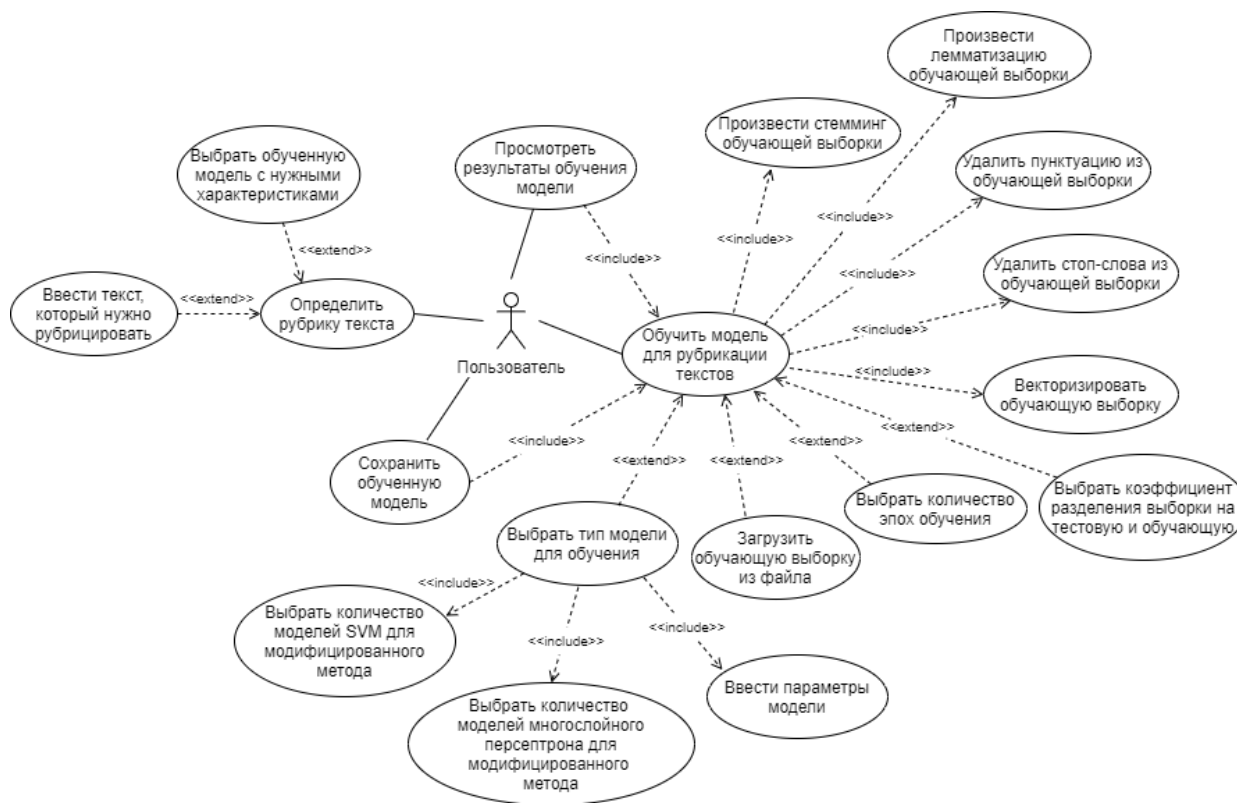 Произвести
лемматизацию
обучающей выборки
Произвести стемминг
обучающей выборки
Просмотреть
результаты обучения
модели
Выбрать обученную
модель с нужными
характеристиками
Удалить пунктуацию из
обучающей выборки
<<include>>
<<include>>
<<extend>>
<<include>>
<<include>>
Удалить стоп-слова из
обучающей выборки
Ввести текст,
который нужно
рубрицировать
<<extend>>
Определить
рубрику текста
Пользователь
Обучить модель
для рубрикации
текстов
<<include>>
<<include>>
Векторизировать
обучающую выборку
<<include>>
<<extend>>
<<extend>>
<<extend>>
<<extend>>
Сохранить
обученную
модель
Выбрать тип модели
для обучения
Загрузить
обучающую выборку
из файла
Выбрать количество
эпох обучения
Выбрать коэффициент
разделения выборки на
тестовую и обучающую
<<include>>
<<include>>
<<include>>
Выбрать количество
моделей SVM для
модифицированного
метода
Выбрать количество
моделей многослойного
персептрона для
модифицированного
метода
Ввести параметры
модели